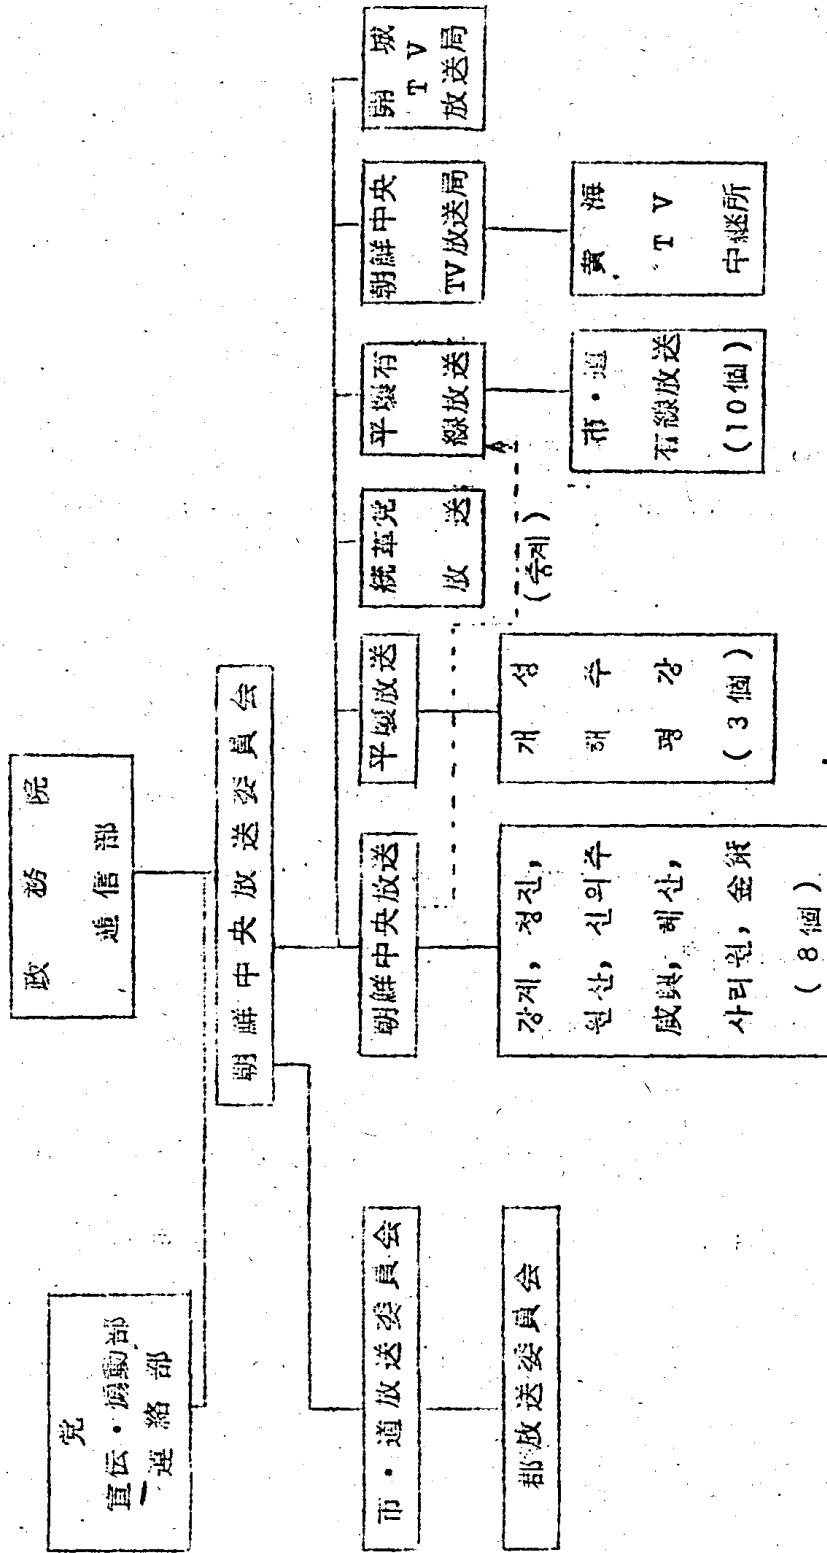 党
宣伝・煽動部
連絡部
政務院
逓信部
朝鮮中央放送委員会
市・道放送委員会
郡放送委員会
朝鮮中央放送
강계, 청진,
원산, 신의주
咸興, 혜산,
사리원, 金策
(8個)
平壌放送
개성
해주
평강
(3個)
(중계)
統革党
放送
平壌有
線放送
市・道
有線放送
(10個)
朝鮮中央
TV放送局
黄海
TV
中継所
開城
TV
放送局